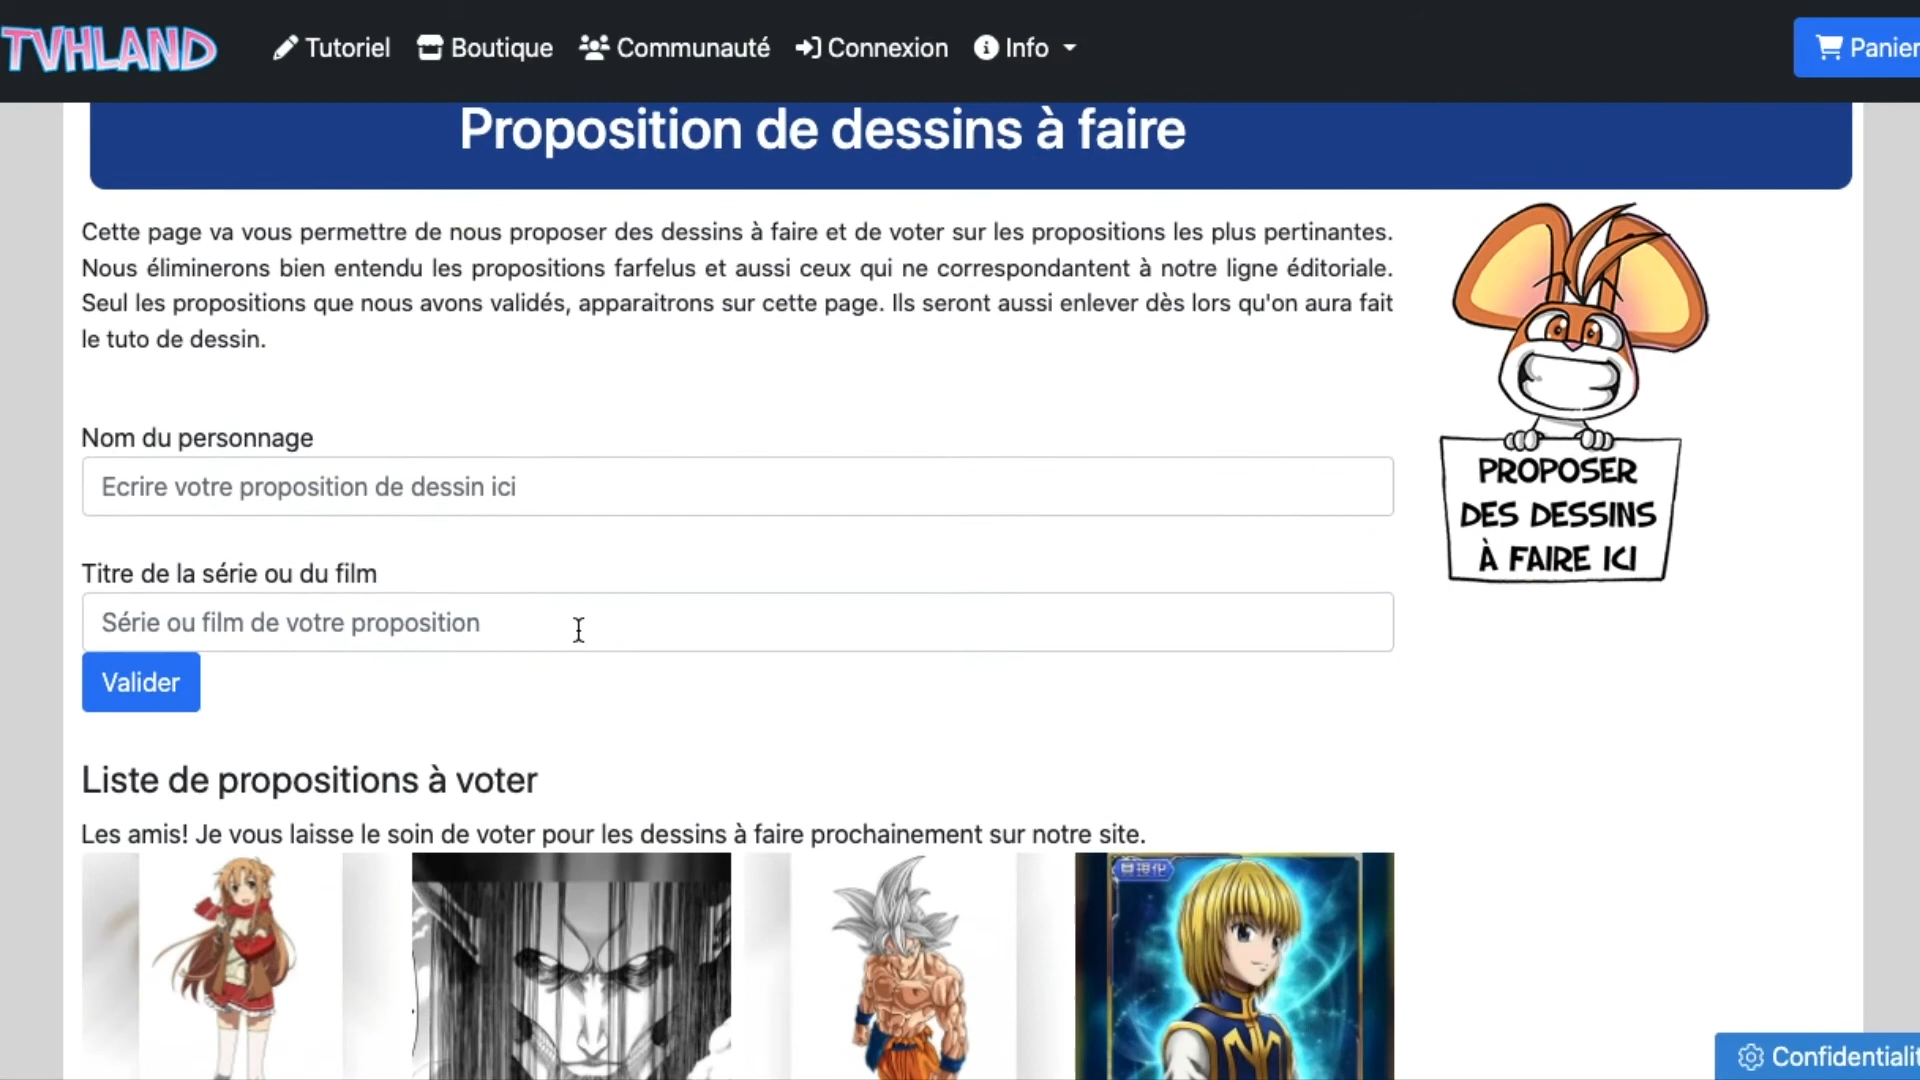 TVHLAND
Tutoriel Boutique Communauté Connexion Info Panier
Proposition de dessins à faire
Cette page va vous permettre de nous proposer des dessins à faire et de voter sur les propositions les plus pertinantes.
Nous éliminerons bien entendu les propositions farfelus et aussi ceux qui ne correspondantent à notre ligne éditoriale.
Seul les propositions que nous avons validés, apparaitrons sur cette page. Ils seront aussi enlever dès lors qu'on aura fait
le tuto de dessin.
Nom du personnage
Ecrire votre proposition de dessin ici
PROPOSER
DES DESSINS
À FAIRE ICI
Titre de la série ou du film
Série ou film de votre proposition
Valider
Liste de propositions à voter
Les amis! Je vous laisse le soin de voter pour les dessins à faire prochainement sur notre site.
Confidentialit